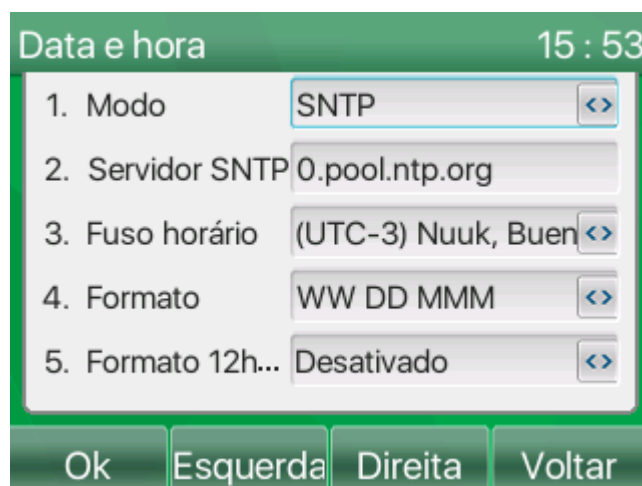 Data e hora 15 : 53
1. Modo SNTP <>
2. Servidor SNTP 0.pool.ntp.org
3. Fuso horário (UTC-3) Nuuk, Buen <>
4. Formato WW DD MMM <>
5. Formato 12h... Desativado <>
Ok Esquerda Direita Voltar